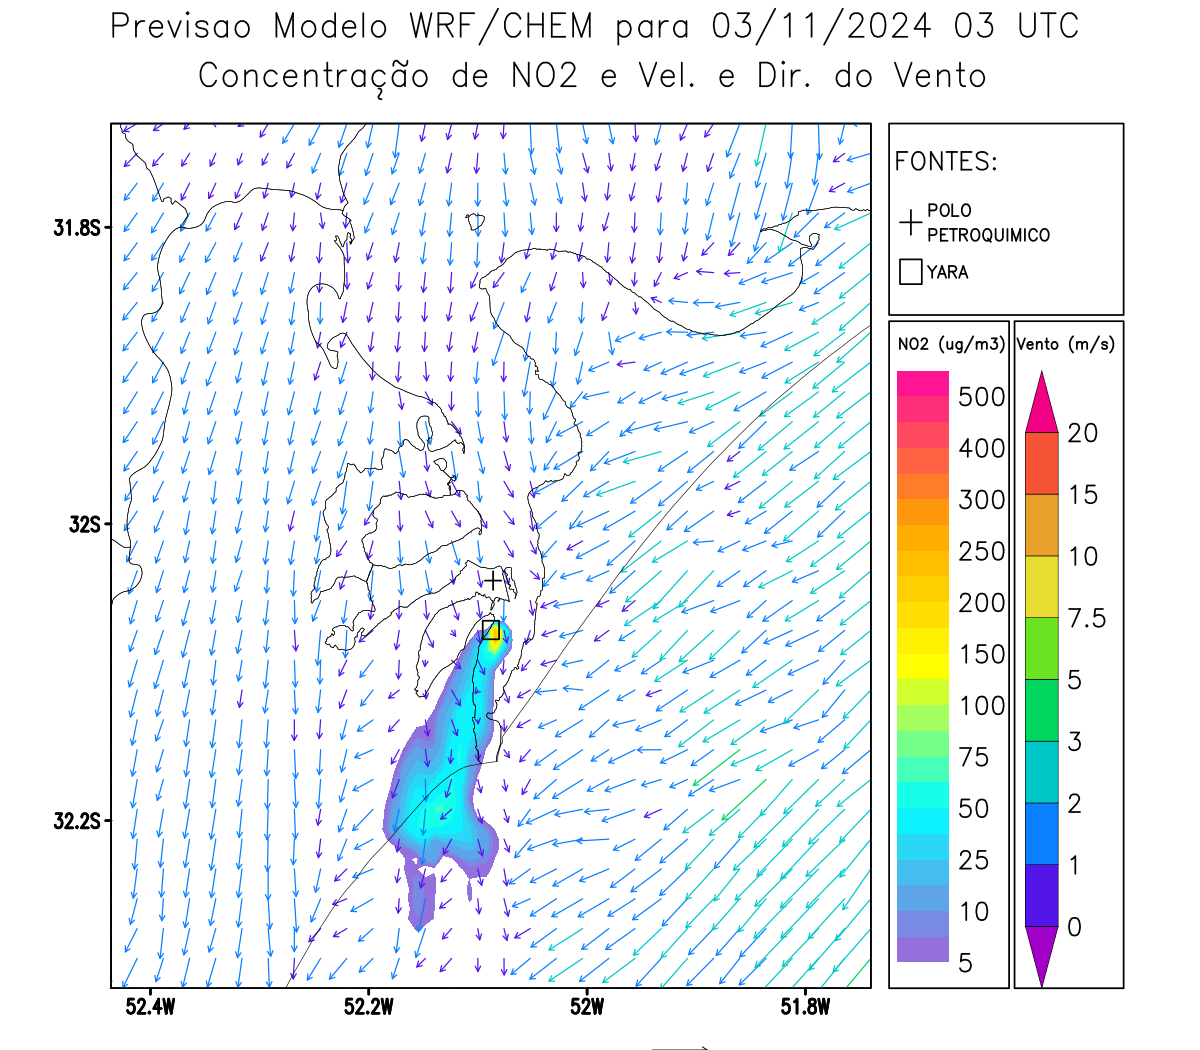 Previsao Modelo WRF/CHEM para 03/11/2024 03 UTC
Concentração de NO2 e Vel. e Dir. do Vento
FONTES:
POLO
PETROQUIMICO
YARA
NO2 (ug/m3)
500
400
300
250
200
150
100
75
50
25
10
5
Vento (m/s)
20
15
10
7.5
5
3
2
1
0
31.8S
32S
32.2S
52.4W
52.2W
52W
51.8W